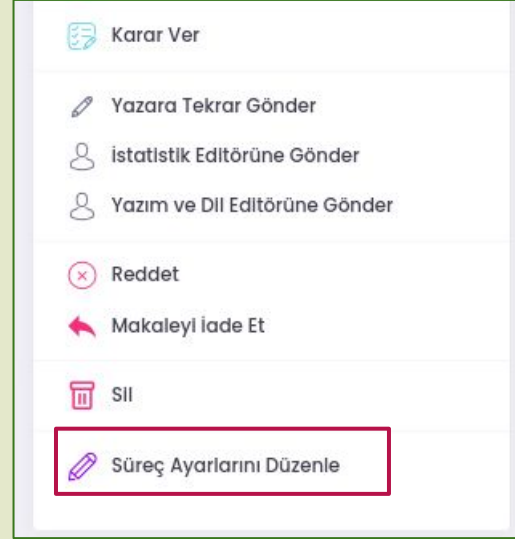 Karar Ver
Yazara Tekrar Gönder
İstatistik Editörüne Gönder
Yazım ve Dil Editörüne Gönder
Reddet
Makaleyi İade Et
Sil
Süreç Ayarlarını Düzenle